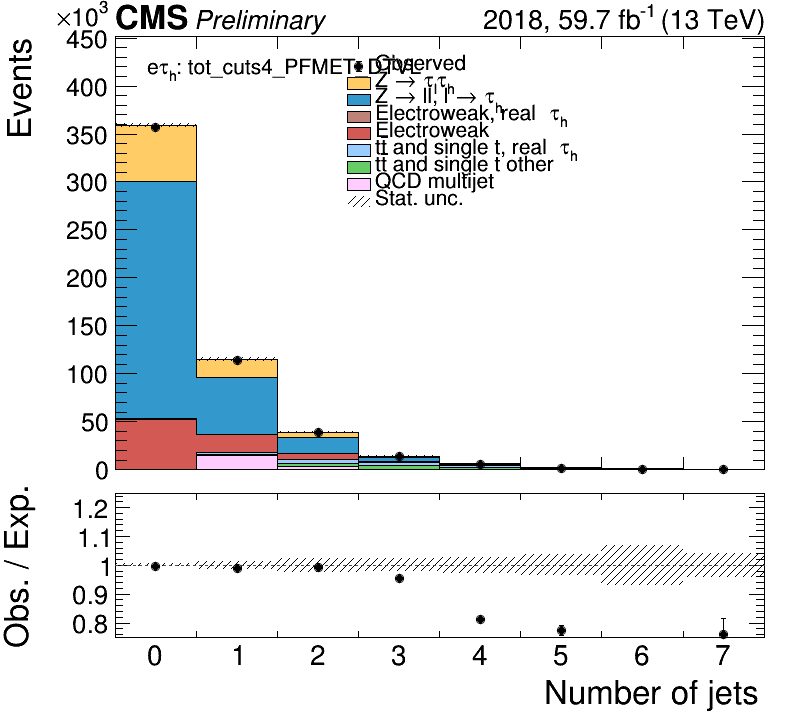 CMS Preliminary 2018, 59.7 fb⁻¹ (13 TeV)
×10³
Events
450
400
350
300
250
200
150
100
50
0
eτh: tot_cuts4_PFMET
Observed
Z → τlτh
Z → ll, l → τh
Electroweak, real τh
Electroweak
tt̄ and single t, real τh
tt̄ and single t other
QCD multijet
Stat. unc.
Obs. / Exp.
1.2
1.1
1
0.9
0.8
0 1 2 3 4 5 6 7
Number of jets